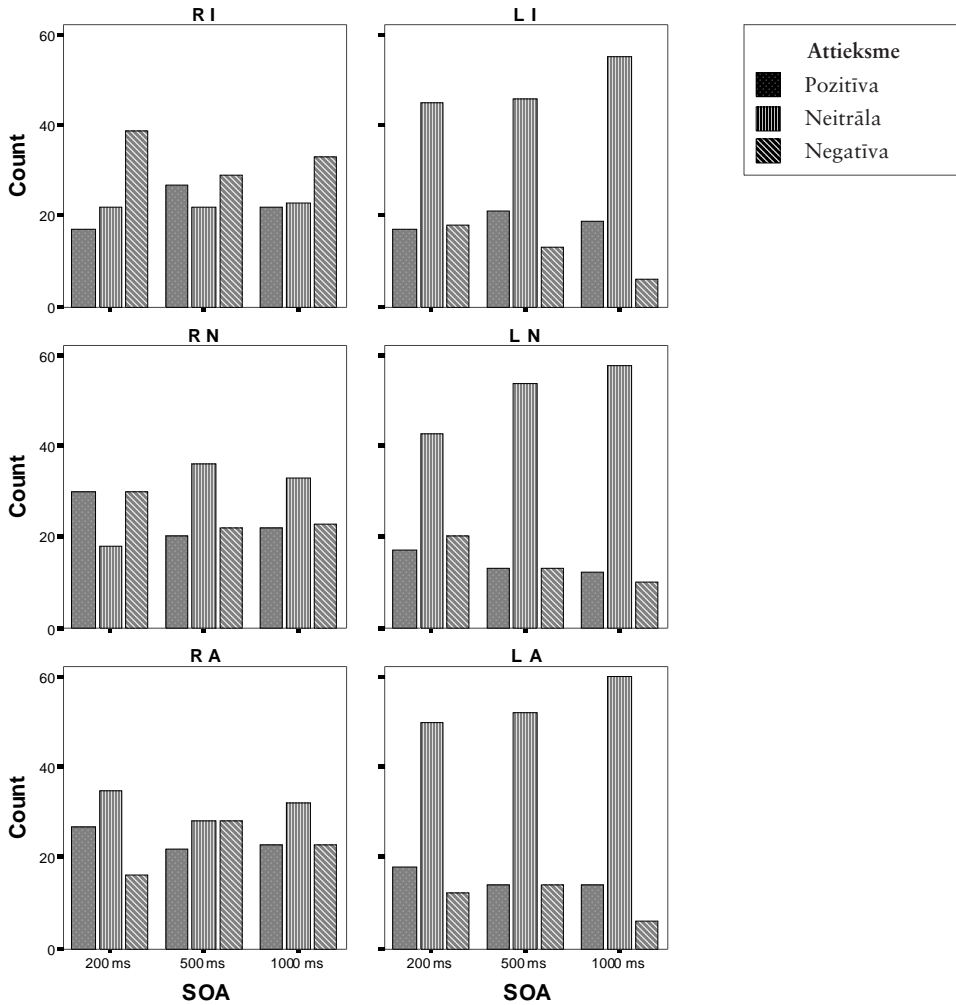 R I
L I
Attieksme
Pozitīva
Neitrāla
Negatīva
60
40
20
0
Count
R N
L N
60
40
20
0
Count
R A
L A
60
40
20
0
Count
200 ms
500 ms
1000 ms
200 ms
500 ms
1000 ms
SOA
SOA